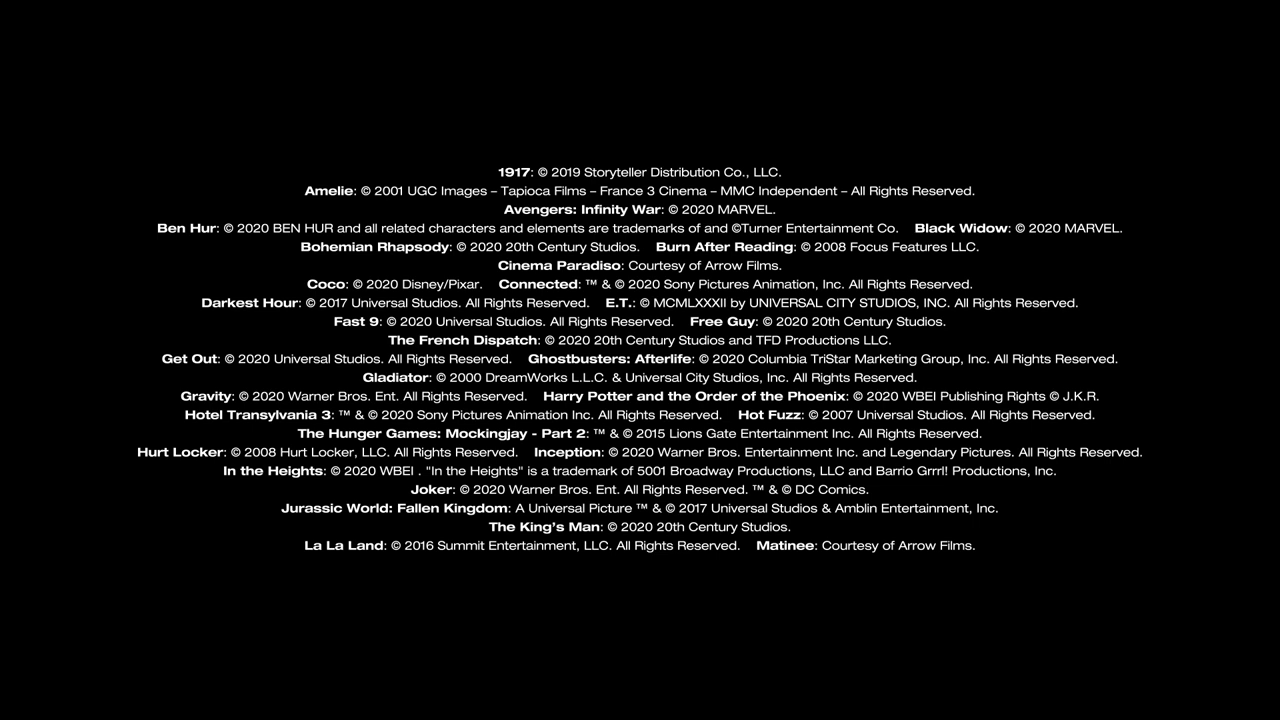 1917: © 2019 Storyteller Distribution Co., LLC.
Amelie: © 2001 UGC Images – Tapioca Films – France 3 Cinema – MMC Independent – All Rights Reserved.
Avengers: Infinity War: © 2020 MARVEL.
Ben Hur: © 2020 BEN HUR and all related characters and elements are trademarks of and ©Turner Entertainment Co. Black Widow: © 2020 MARVEL.
Bohemian Rhapsody: © 2020 20th Century Studios. Burn After Reading: © 2008 Focus Features LLC.
Cinema Paradiso: Courtesy of Arrow Films.
Coco: © 2020 Disney/Pixar. Connected: ™ & © 2020 Sony Pictures Animation, Inc. All Rights Reserved.
Darkest Hour: © 2017 Universal Studios. All Rights Reserved. E.T.: © MCMLXXXII by UNIVERSAL CITY STUDIOS, INC. All Rights Reserved.
Fast 9: © 2020 Universal Studios. All Rights Reserved. Free Guy: © 2020 20th Century Studios.
The French Dispatch: © 2020 20th Century Studios and TFD Productions LLC.
Get Out: © 2020 Universal Studios. All Rights Reserved. Ghostbusters: Afterlife: © 2020 Columbia TriStar Marketing Group, Inc. All Rights Reserved.
Gladiator: © 2000 DreamWorks L.L.C. & Universal City Studios, Inc. All Rights Reserved.
Gravity: © 2020 Warner Bros. Ent. All Rights Reserved. Harry Potter and the Order of the Phoenix: © 2020 WBEI Publishing Rights © J.K.R.
Hotel Transylvania 3: ™ & © 2020 Sony Pictures Animation Inc. All Rights Reserved. Hot Fuzz: © 2007 Universal Studios. All Rights Reserved.
The Hunger Games: Mockingjay - Part 2: ™ & © 2015 Lions Gate Entertainment Inc. All Rights Reserved.
Hurt Locker: © 2008 Hurt Locker, LLC. All Rights Reserved. Inception: © 2020 Warner Bros. Entertainment Inc. and Legendary Pictures. All Rights Reserved.
In the Heights: © 2020 WBEI . "In the Heights" is a trademark of 5001 Broadway Productions, LLC and Barrio Grrrl! Productions, Inc.
Joker: © 2020 Warner Bros. Ent. All Rights Reserved. ™ & © DC Comics.
Jurassic World: Fallen Kingdom: A Universal Picture ™ & © 2017 Universal Studios & Amblin Entertainment, Inc.
The King’s Man: © 2020 20th Century Studios.
La La Land: © 2016 Summit Entertainment, LLC. All Rights Reserved. Matinee: Courtesy of Arrow Films.